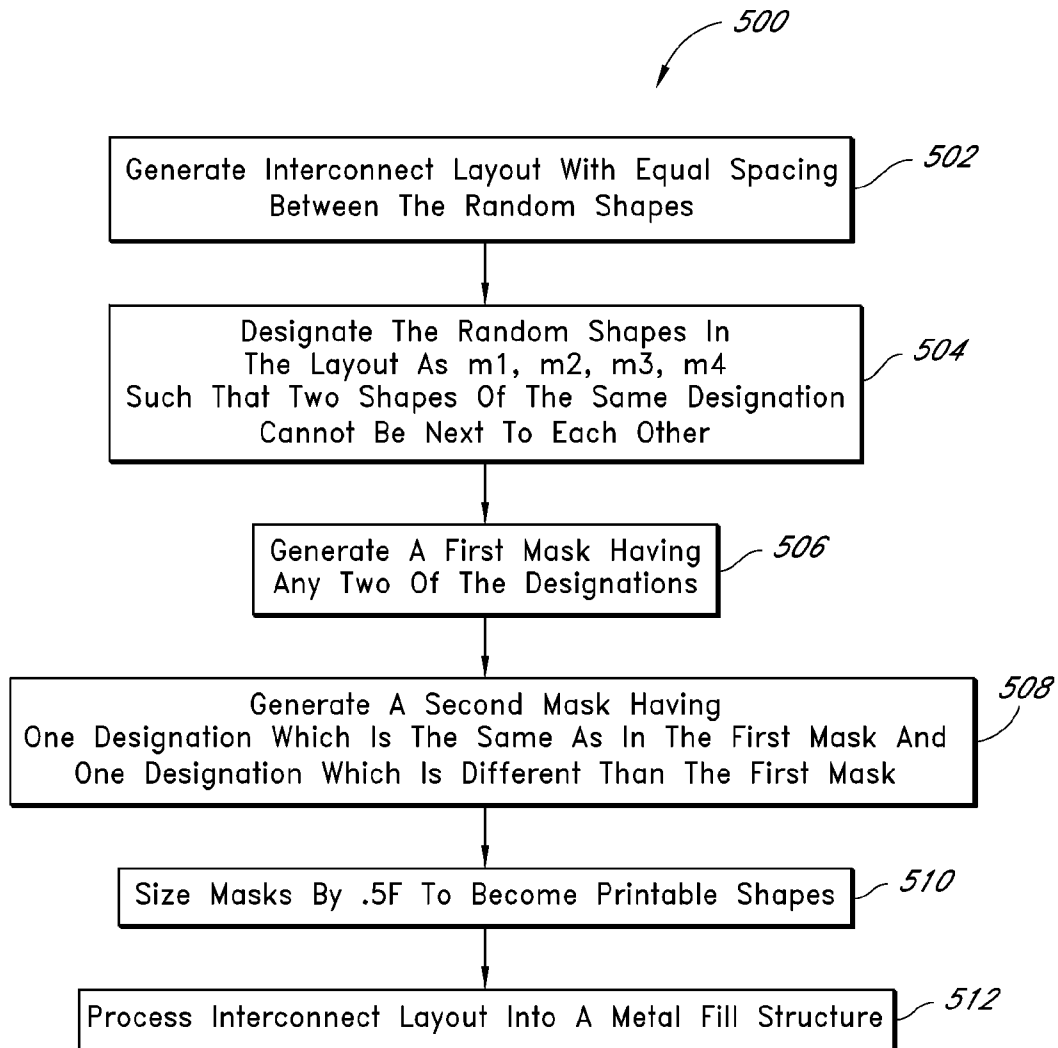 500
Generate Interconnect Layout With Equal Spacing
Between The Random Shapes
502
Designate The Random Shapes In
The Layout As m1, m2, m3, m4
Such That Two Shapes Of The Same Designation
Cannot Be Next To Each Other
504
Generate A First Mask Having
Any Two Of The Designations
506
Generate A Second Mask Having
One Designation Which Is The Same As In The First Mask And
One Designation Which Is Different Than The First Mask
508
Size Masks By .5F To Become Printable Shapes
510
Process Interconnect Layout Into A Metal Fill Structure
512